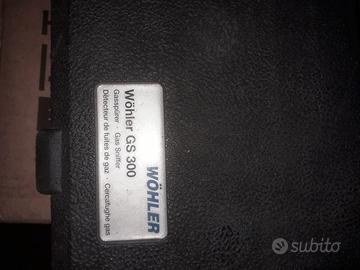 Wöhler GS 300
Gasspürer · Gas Sniffer
Détecteur de fuites de gaz · Cercafughe gas
WÖHLER
subito